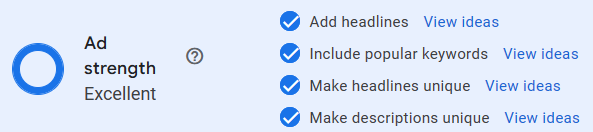 Ad
strength
Excellent
Add headlines View ideas
Include popular keywords View ideas
Make headlines unique View ideas
Make descriptions unique View ideas